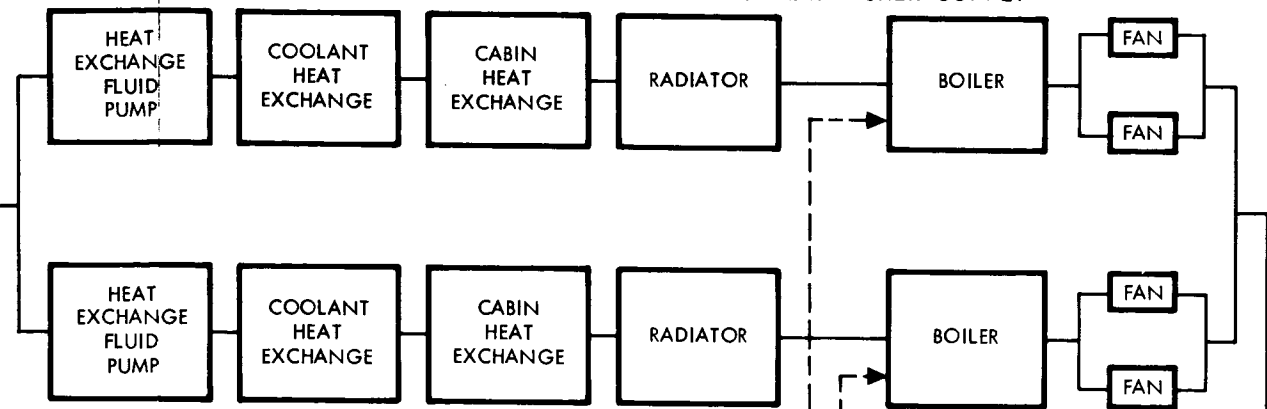 HEAT
EXCHANGE
FLUID
PUMP
COOLANT
HEAT
EXCHANGE
CABIN
HEAT
EXCHANGE
RADIATOR
BOILER
FAN
FAN
HEAT
EXCHANGE
FLUID
PUMP
COOLANT
HEAT
EXCHANGE
CABIN
HEAT
EXCHANGE
RADIATOR
BOILER
FAN
FAN